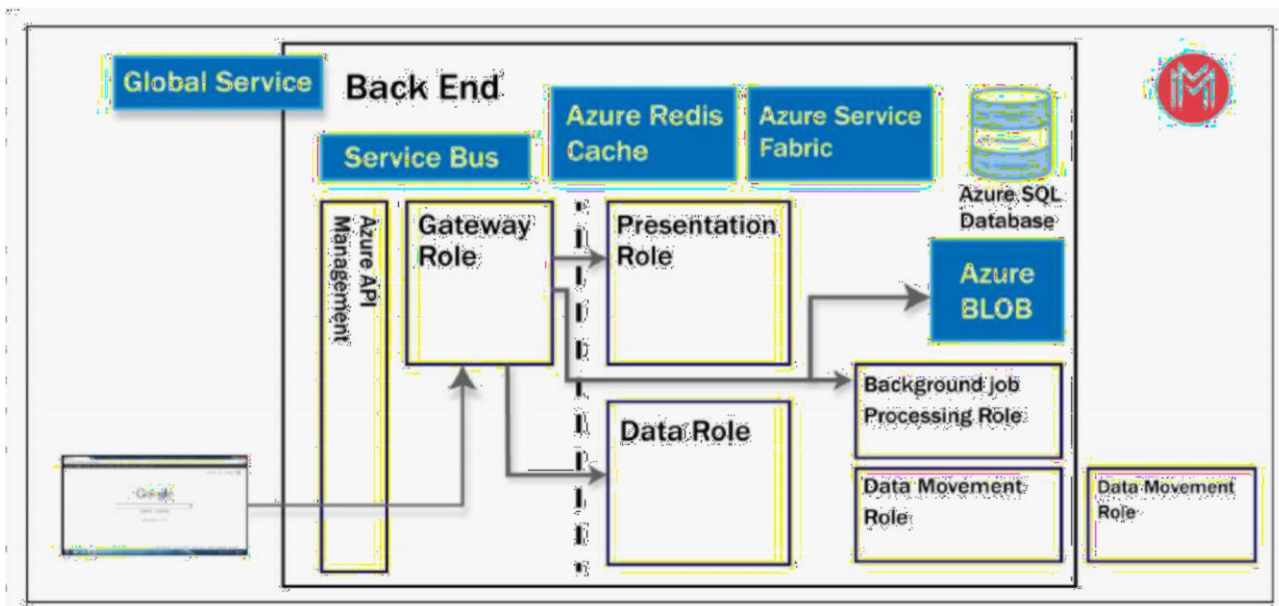 Global Service
Back End
Service Bus
Azure Redis
Cache
Azure Service
Fabric
Azure SQL
Database
Azure API
Management
Gateway
Role
Presentation
Role
Azure
BLOB
Background job
Processing Role
Data Role
Data Movement
Role
Data Movement
Role
Google